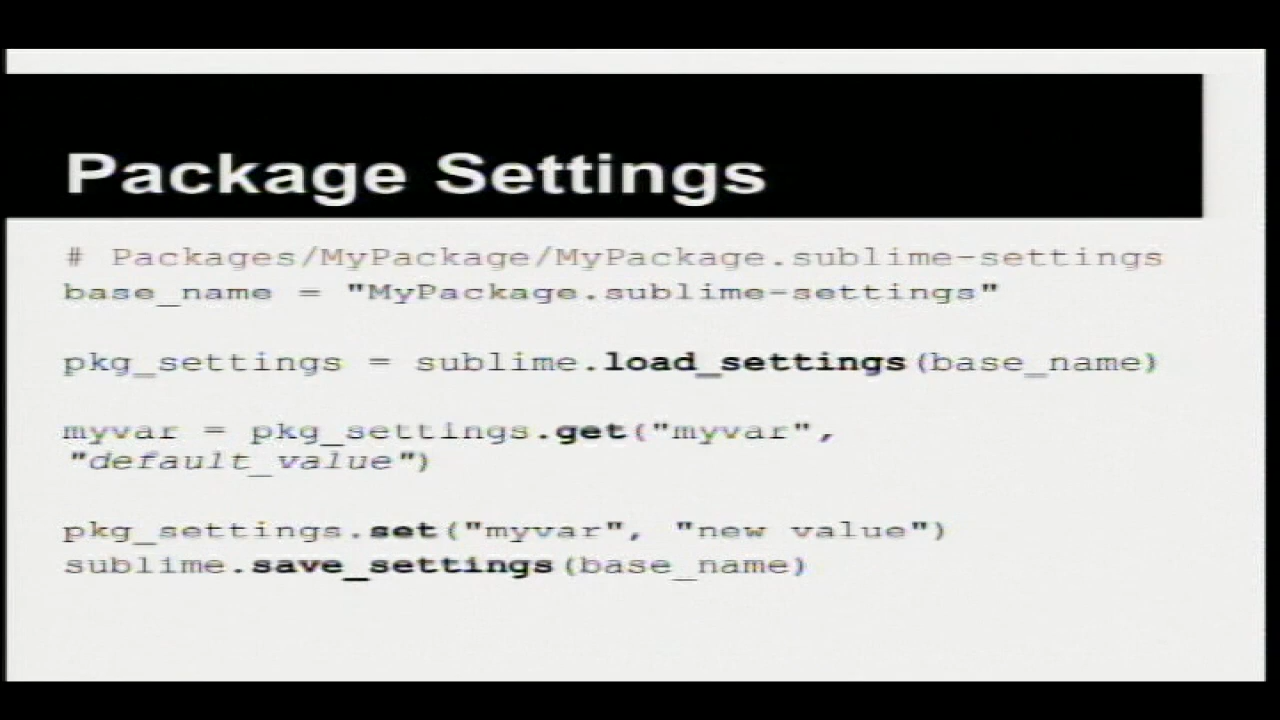 Package Settings
# Packages/MyPackage/MyPackage.sublime-settings
base_name = "MyPackage.sublime-settings"
pkg_settings = sublime.load_settings(base_name)
myvar = pkg_settings.get("myvar",
"default_value")
pkg_settings.set("myvar", "new value")
sublime.save_settings(base_name)